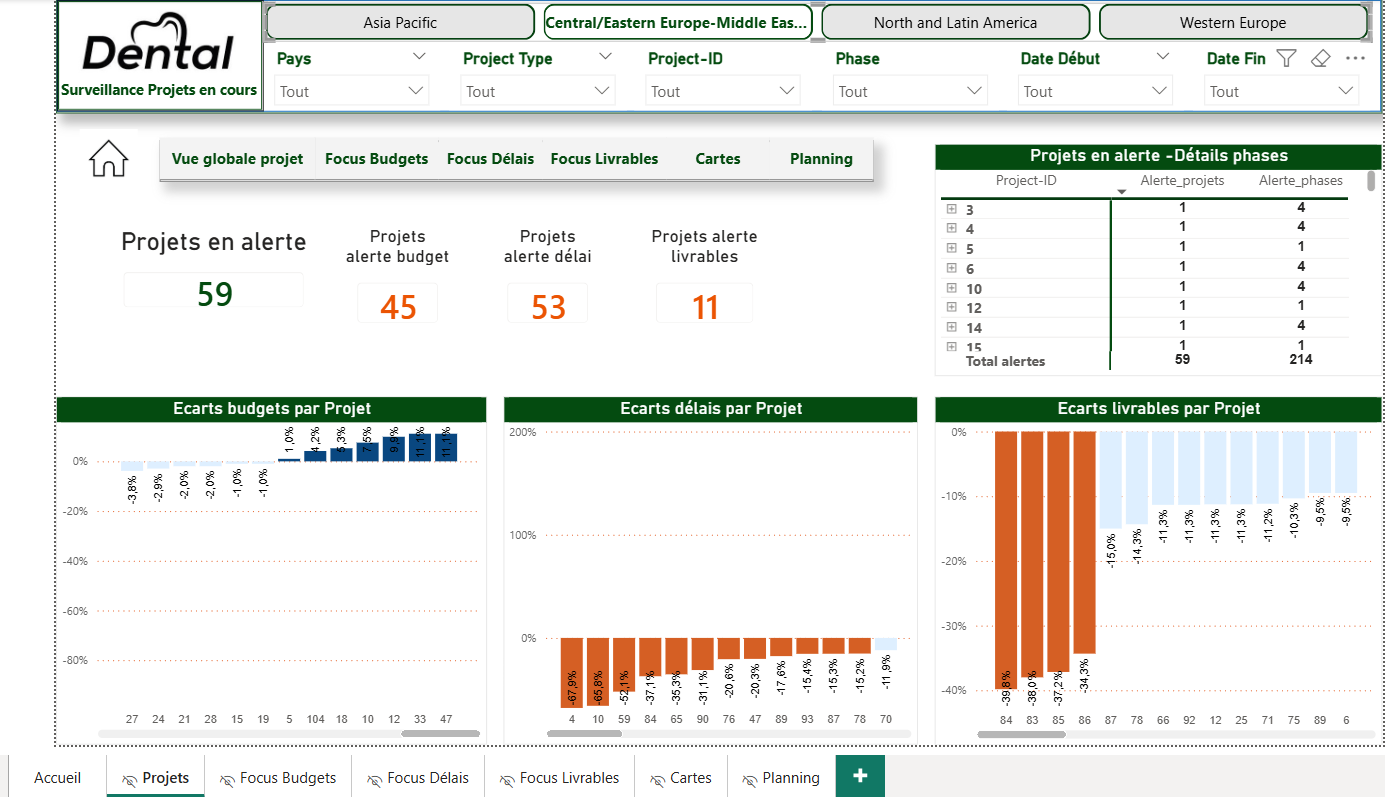 Dental
Surveillance Projets en cours
Asia Pacific
Central/Eastern Europe-Middle Eas...
North and Latin America
Western Europe
Pays
Project Type
Project-ID
Phase
Date Début
Date Fin
Tout
Tout
Tout
Tout
Tout
Tout
Vue globale projet
Focus Budgets
Focus Délais
Focus Livrables
Cartes
Planning
Projets en alerte
59
Projets
alerte budget
45
Projets
alerte délai
53
Projets alerte
livrables
11
Projets en alerte -Détails phases
Project-ID Alerte_projets Alerte_phases
3 1 4
4 1 4
5 1 1
6 1 4
10 1 4
12 1 1
14 1 4
15 1 1
Total alertes 59 214
Ecarts budgets par Projet
0%
-20%
-40%
-60%
-80%
-3,8%
-2,9%
-2,0%
-2,0%
-1,0%
-1,0%
1,0%
4,2%
5,3%
7,5%
9,9%
11,1%
11,1%
27 24 21 28 15 19 5 104 18 10 12 33 47
Ecarts délais par Projet
200%
100%
0%
-67,9%
-65,8%
-52,1%
-37,1%
-35,3%
-31,1%
-20,6%
-20,3%
-17,6%
-15,4%
-15,3%
-15,2%
-11,9%
4 10 59 84 65 90 76 47 89 93 87 78 70
Ecarts livrables par Projet
0%
-10%
-20%
-30%
-40%
-39,8%
-38,0%
-37,2%
-34,3%
-15,0%
-14,3%
-11,3%
-11,3%
-11,3%
-11,3%
-11,2%
-10,3%
-9,5%
-9,5%
84 83 85 86 87 78 66 92 12 25 71 75 89 6
Accueil
Projets
Focus Budgets
Focus Délais
Focus Livrables
Cartes
Planning
+